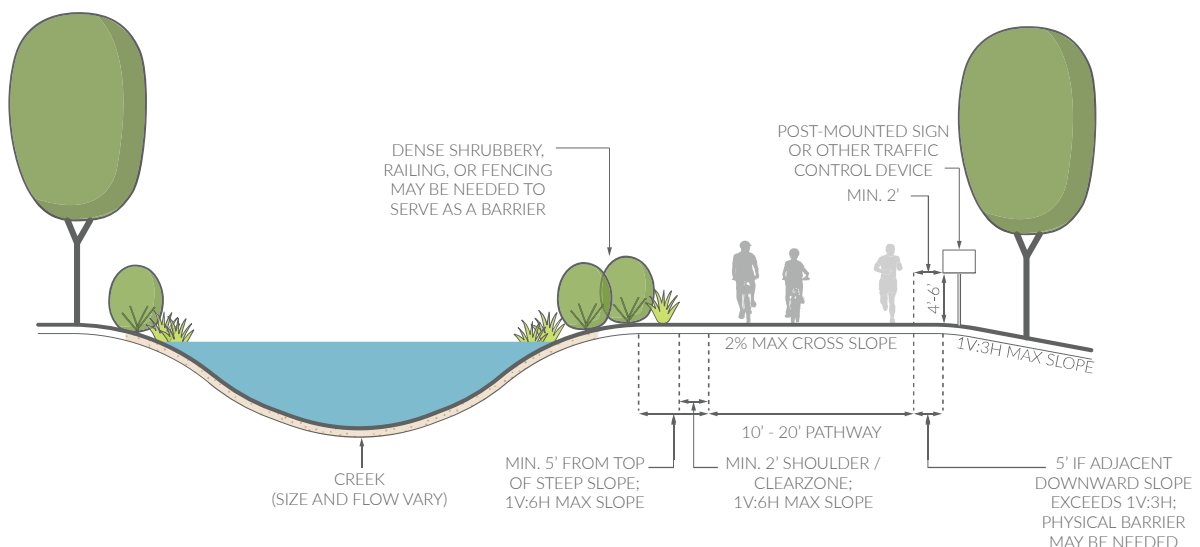 POST-MOUNTED SIGN
OR OTHER TRAFFIC
CONTROL DEVICE
DENSE SHRUBBERY,
RAILING, OR FENCING
MAY BE NEEDED TO
SERVE AS A BARRIER
MIN. 2'
4'-6'
2% MAX CROSS SLOPE
1V:3H MAX SLOPE
10' - 20' PATHWAY
CREEK
(SIZE AND FLOW VARY)
MIN. 5' FROM TOP
OF STEEP SLOPE;
1V:6H MAX SLOPE
MIN. 2' SHOULDER /
CLEARZONE;
1V:6H MAX SLOPE
5' IF ADJACENT
DOWNWARD SLOPE
EXCEEDS 1V:3H;
PHYSICAL BARRIER
MAY BE NEEDED